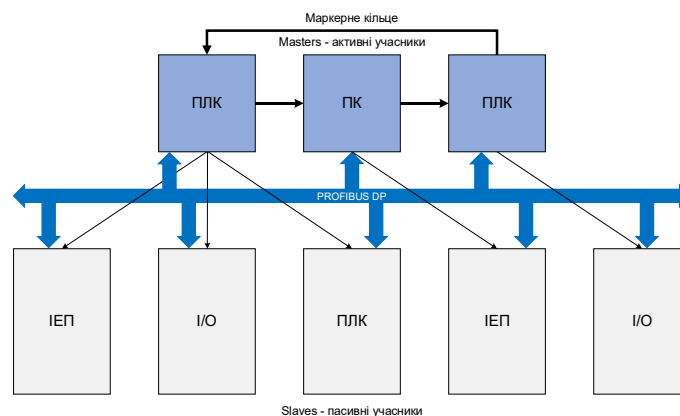 Маркерне кільце
Masters - активні учасники
ПЛК
ПК
ПЛК
PROFIBUS DP
ІЕП
I/O
ПЛК
ІЕП
I/O
Slaves - пасивні учасники